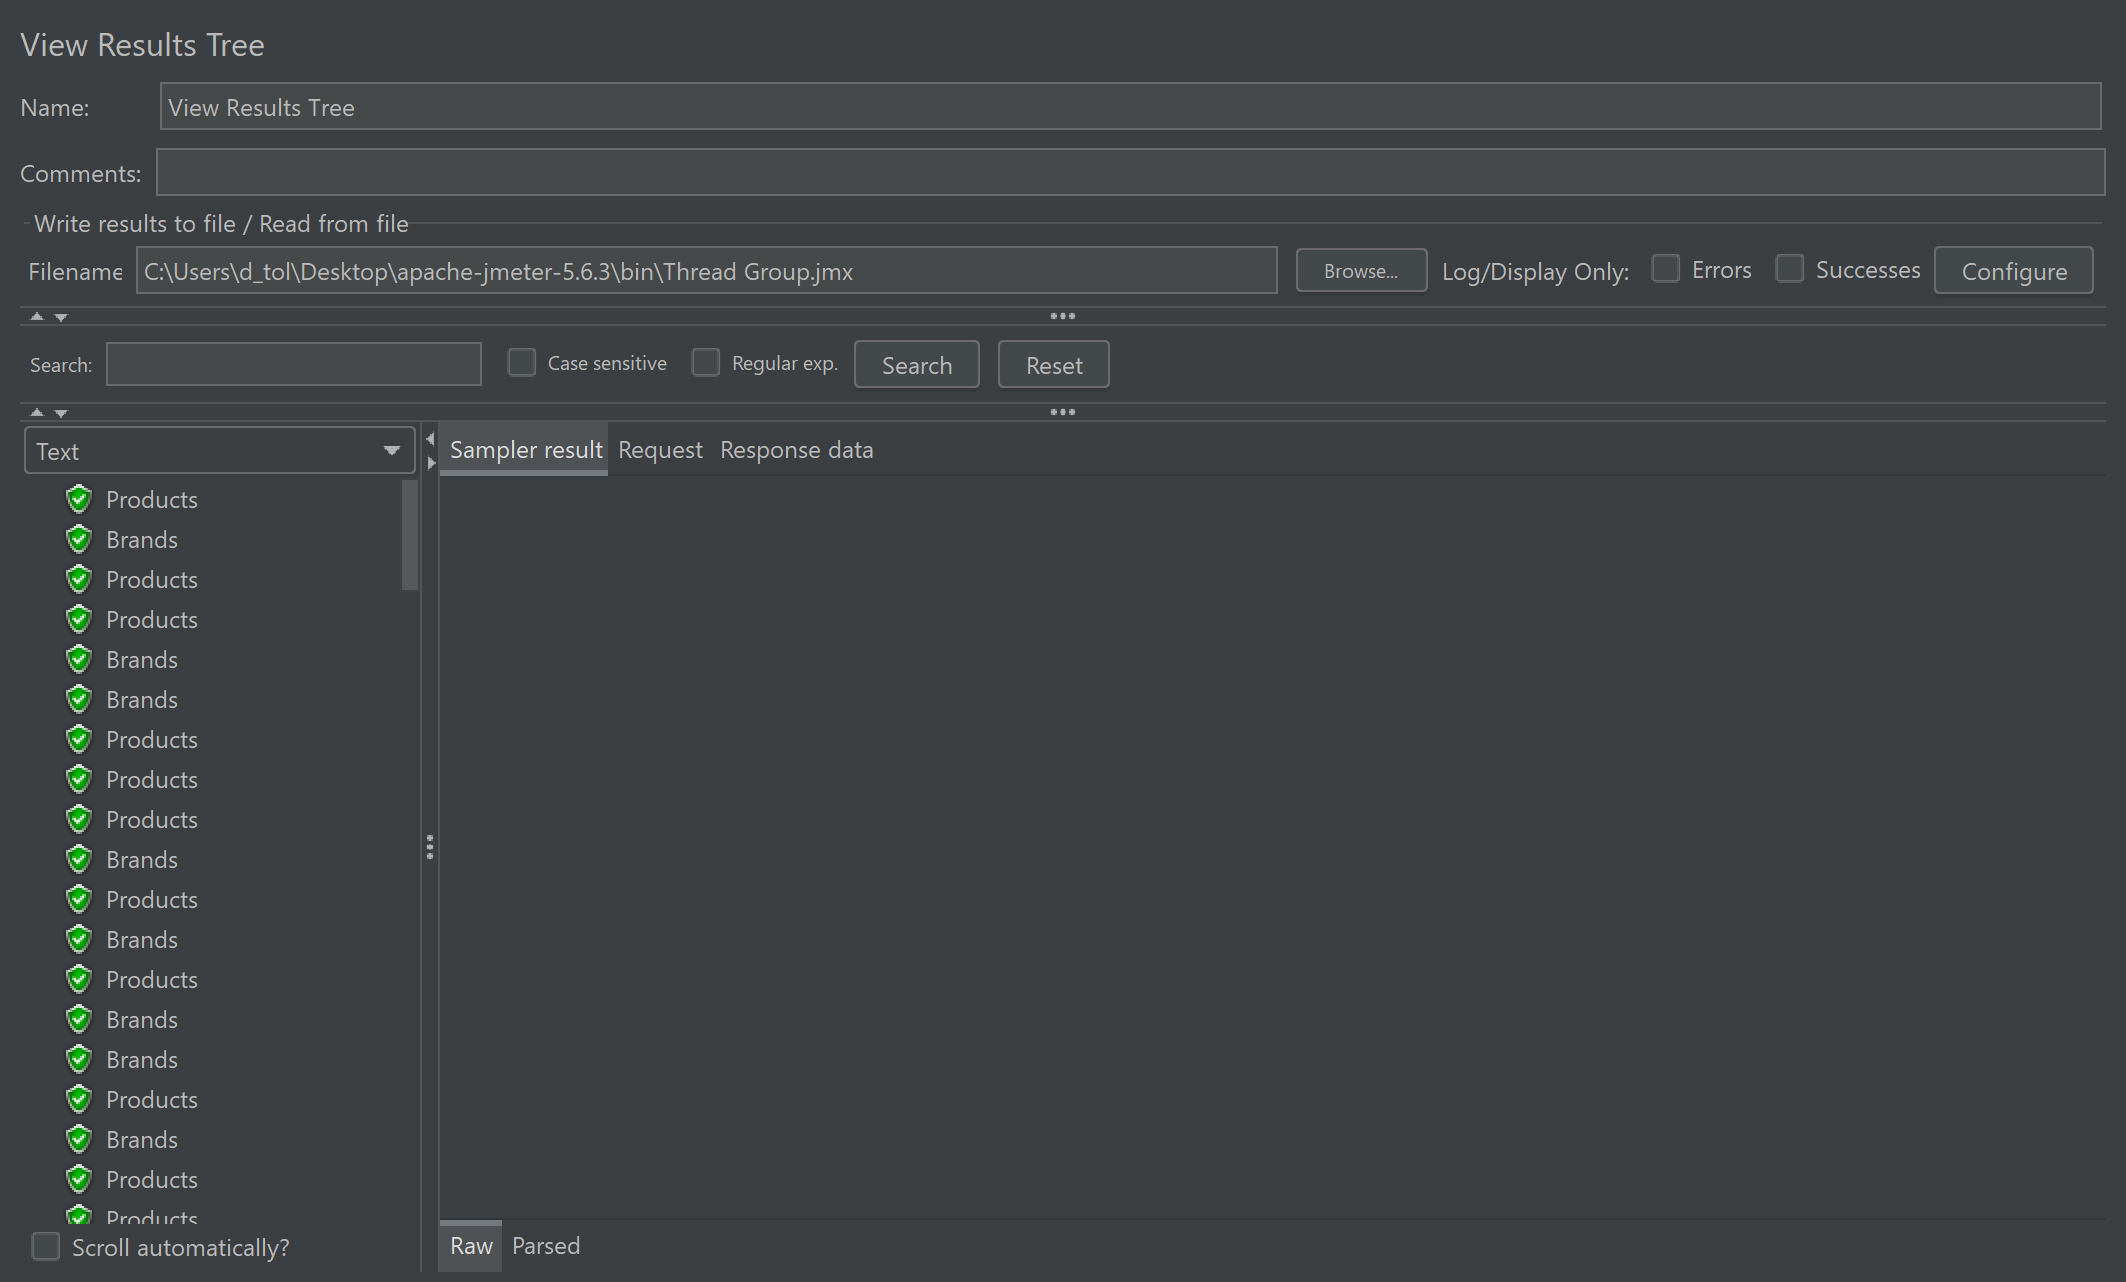 View Results Tree
Name: View Results Tree
Comments:
Write results to file / Read from file
Filename C:\Users\d_tol\Desktop\apache-jmeter-5.6.3\bin\Thread Group.jmx Browse... Log/Display Only: Errors Successes Configure
Search: Case sensitive Regular exp. Search Reset
Text
Sampler result Request Response data
Products
Brands
Products
Products
Brands
Brands
Products
Products
Products
Brands
Products
Brands
Products
Brands
Brands
Products
Brands
Products
Products
Scroll automatically?
Raw Parsed